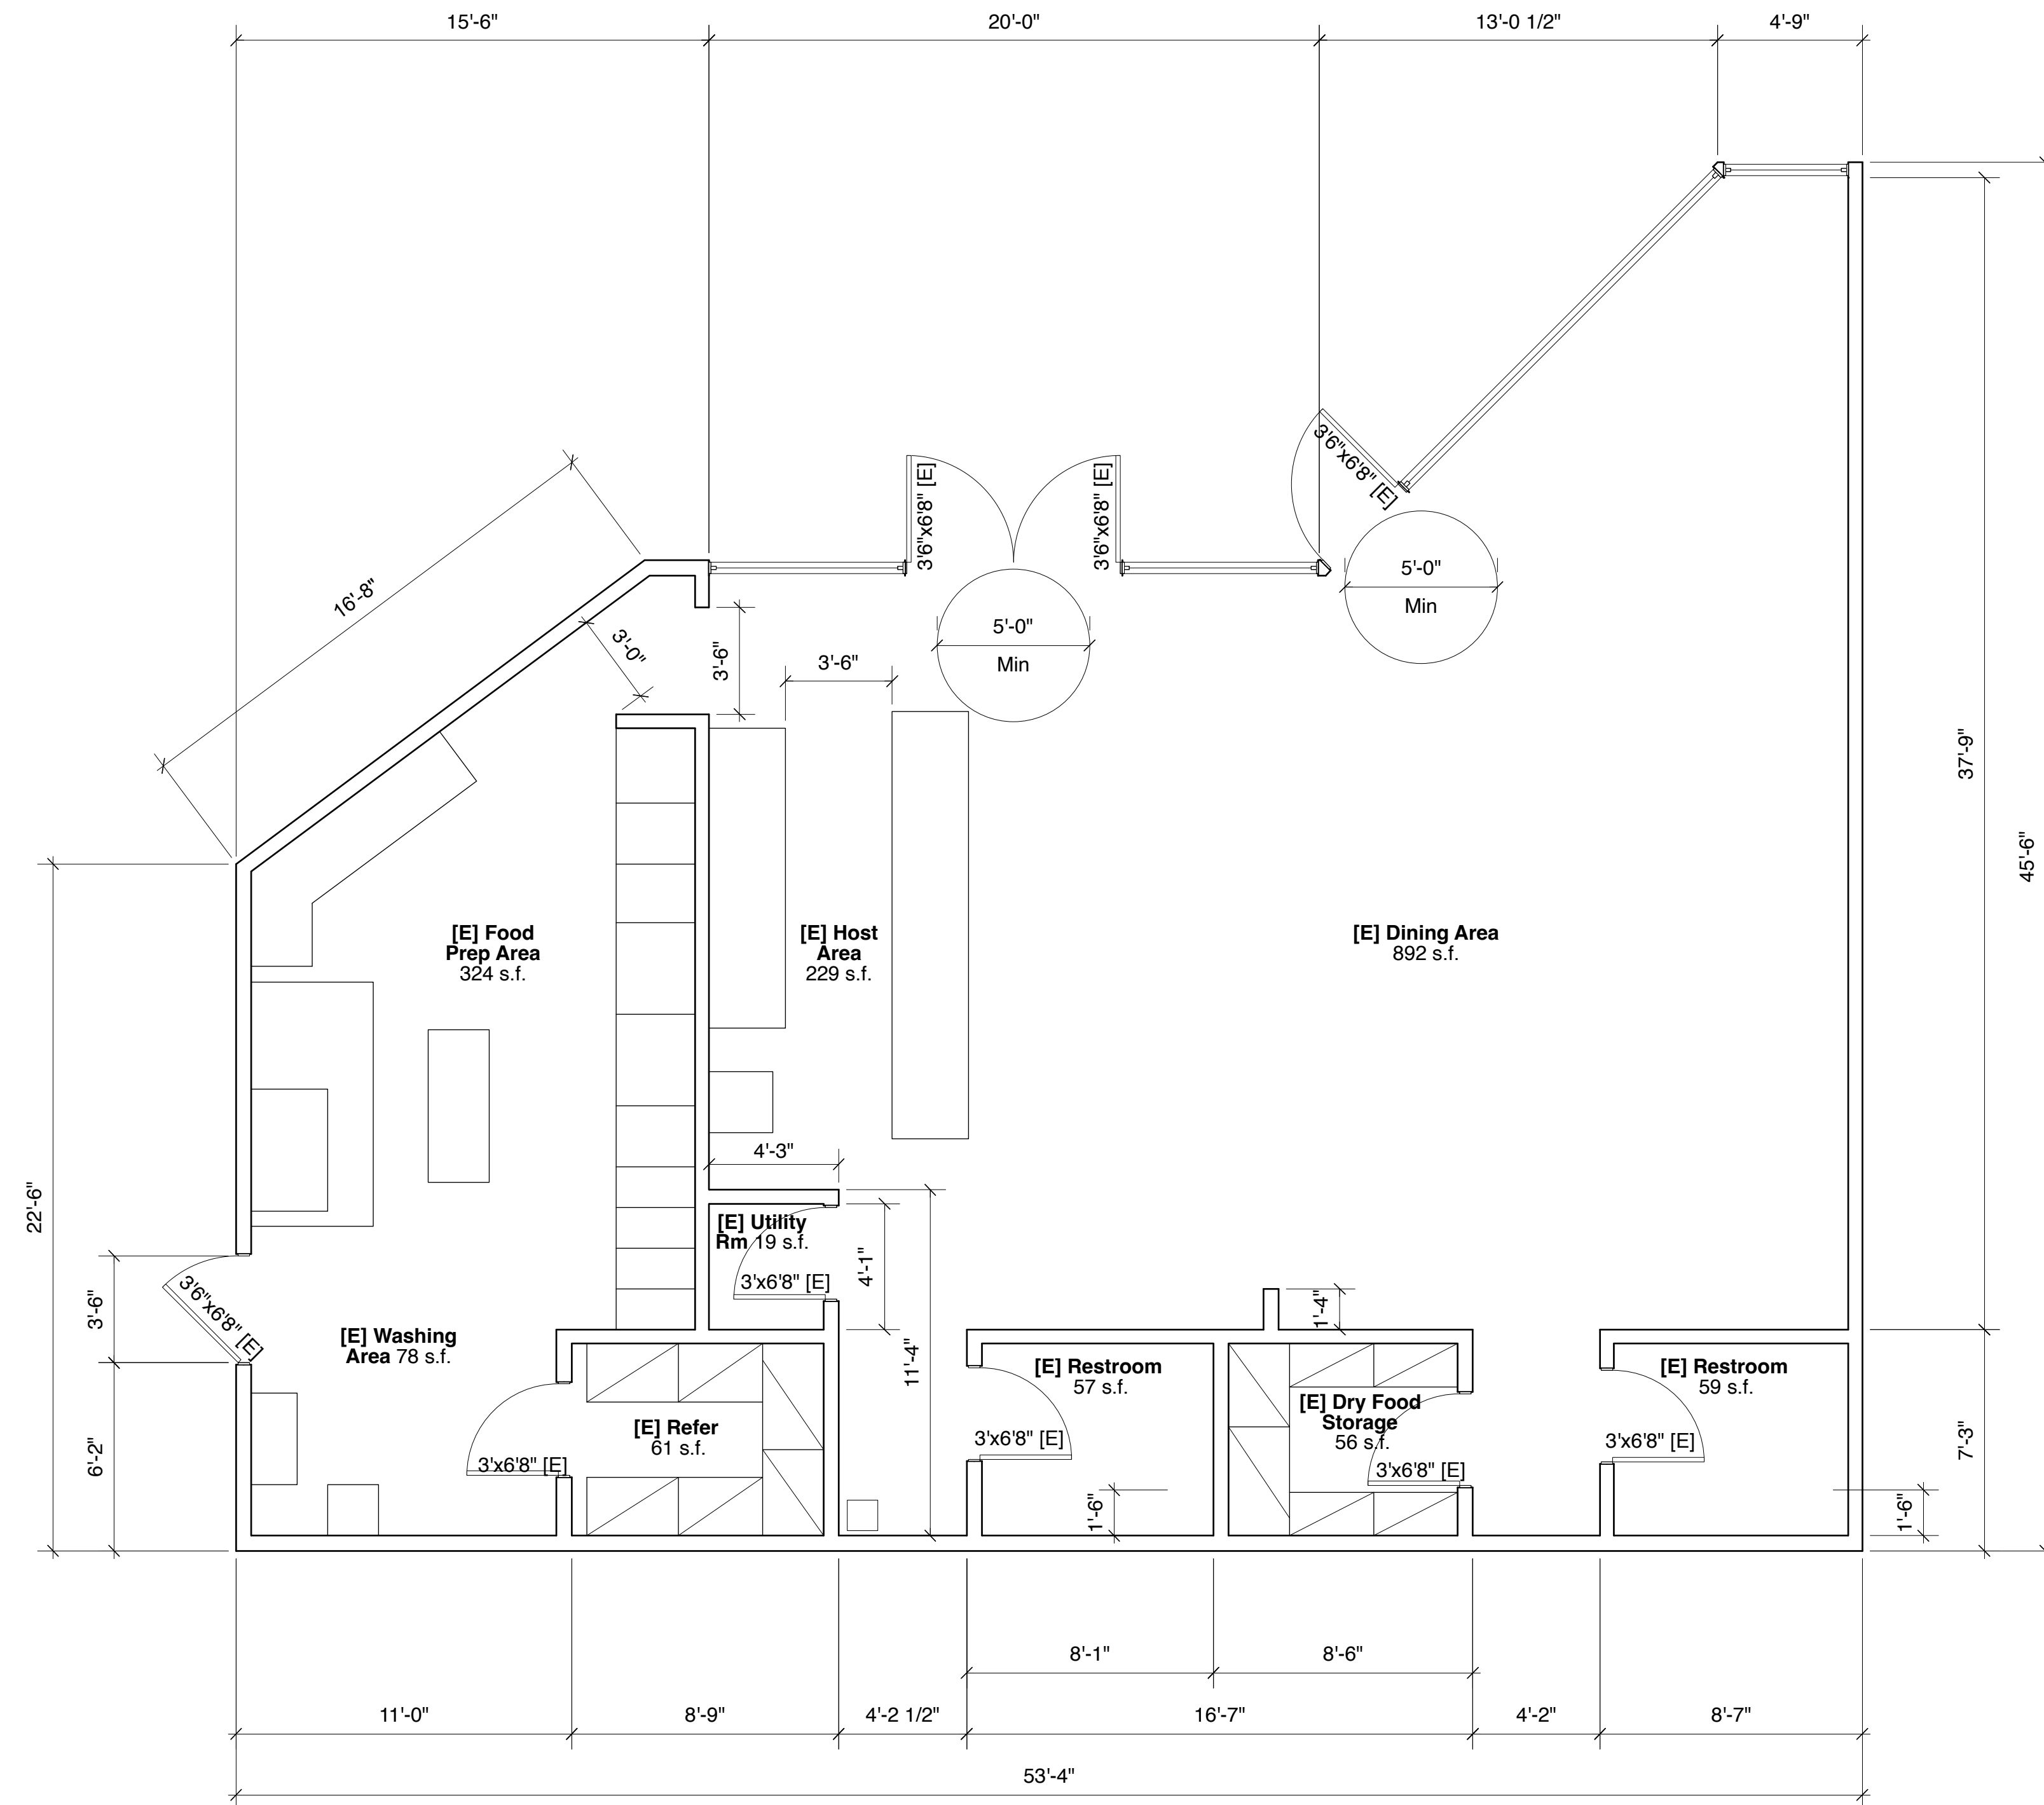 15'-6"
20'-0"
13'-0 1/2"
4'-9"
16'-8"
3'6"x6'8" [E]
3'6"x6'8" [E]
3'6"x6'8" [E]
5'-0"
Min
5'-0"
Min
3'-0"
3'-6"
3'-6"
37'-9"
45'-6"
[E] Food
Prep Area
324 s.f.
[E] Host
Area
229 s.f.
[E] Dining Area
892 s.f.
4'-3"
22'-6"
[E] Utility
Rm 19 s.f.
4'-1"
3'x6'8" [E]
3'-6"
3'6"x6'8" [E]
1'-4"
[E] Washing
Area 78 s.f.
11'-4"
[E] Restroom
57 s.f.
[E] Restroom
59 s.f.
[E] Dry Food
Storage
56 s.f.
[E] Refer
61 s.f.
6'-2"
3'x6'8" [E]
3'x6'8" [E]
3'x6'8" [E]
3'x6'8" [E]
7'-3"
1'-6"
1'-6"
8'-1"
8'-6"
11'-0"
8'-9"
4'-2 1/2"
16'-7"
4'-2"
8'-7"
53'-4"